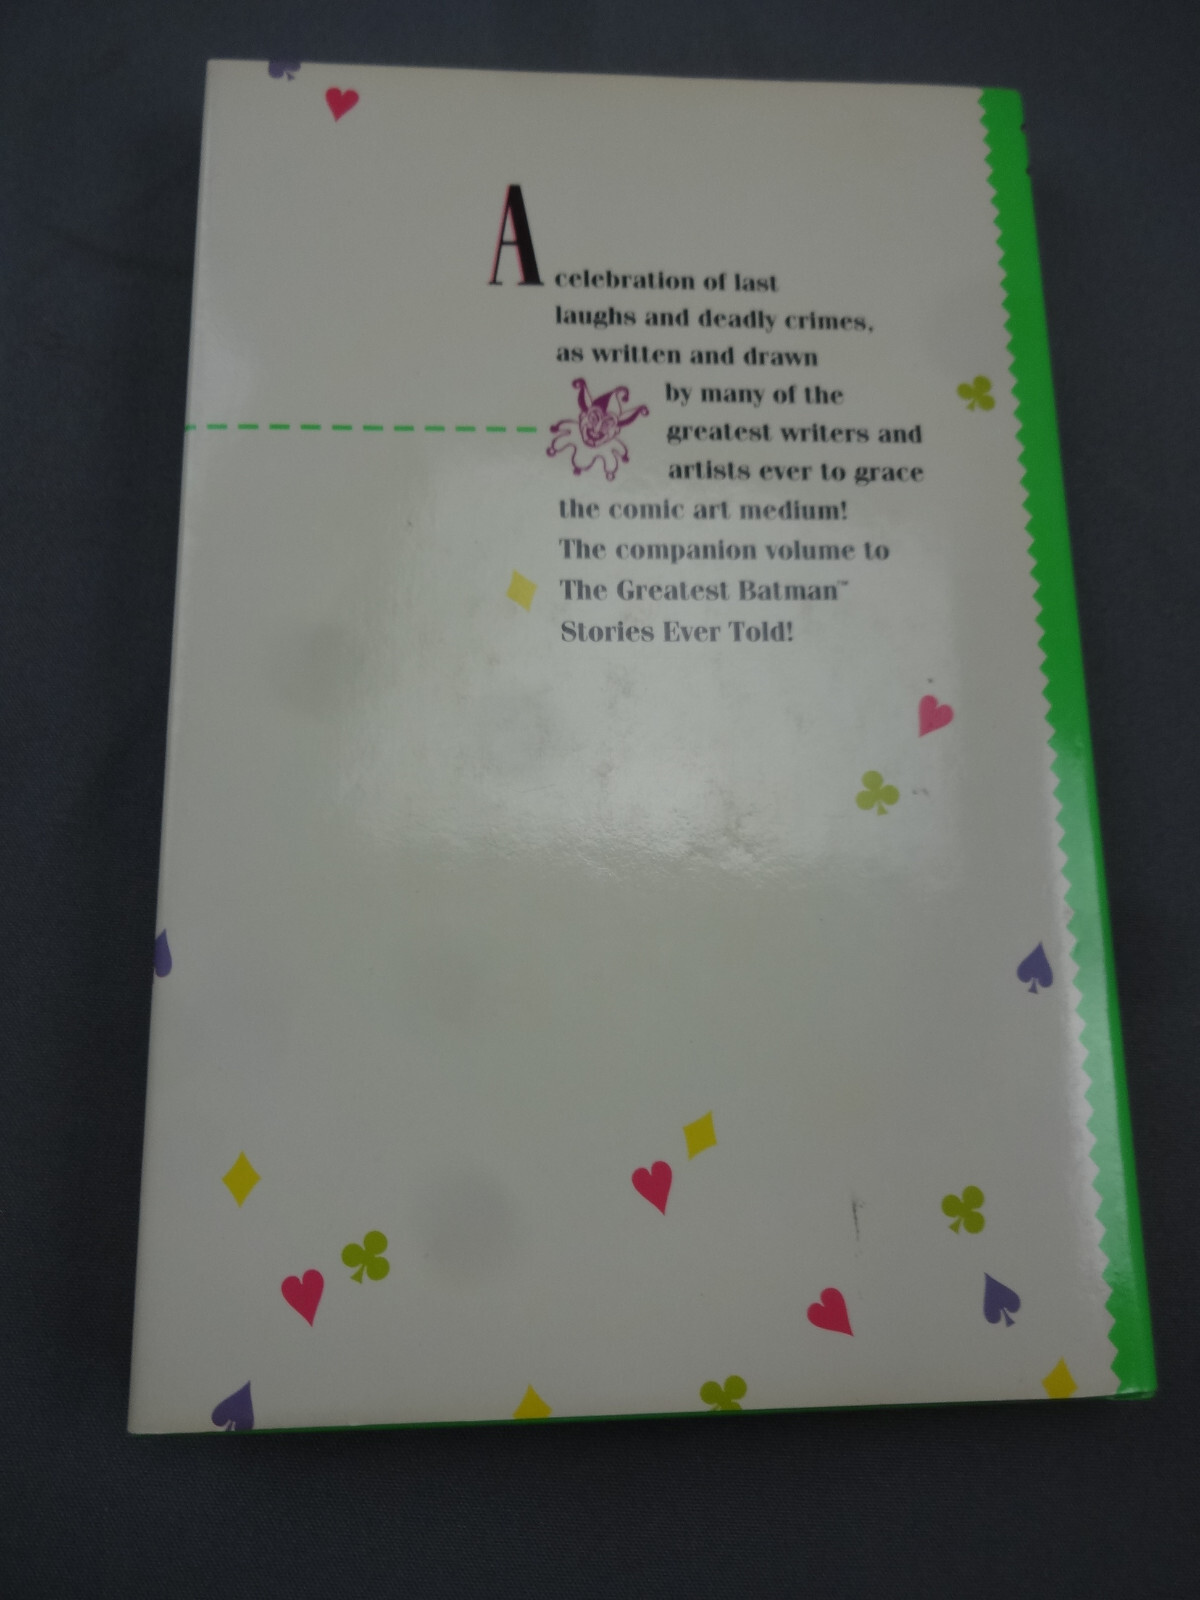 A celebration of last
laughs and deadly crimes,
as written and drawn
by many of the
greatest writers and
artists ever to grace
the comic art medium!
The companion volume to
The Greatest Batman™
Stories Ever Told!